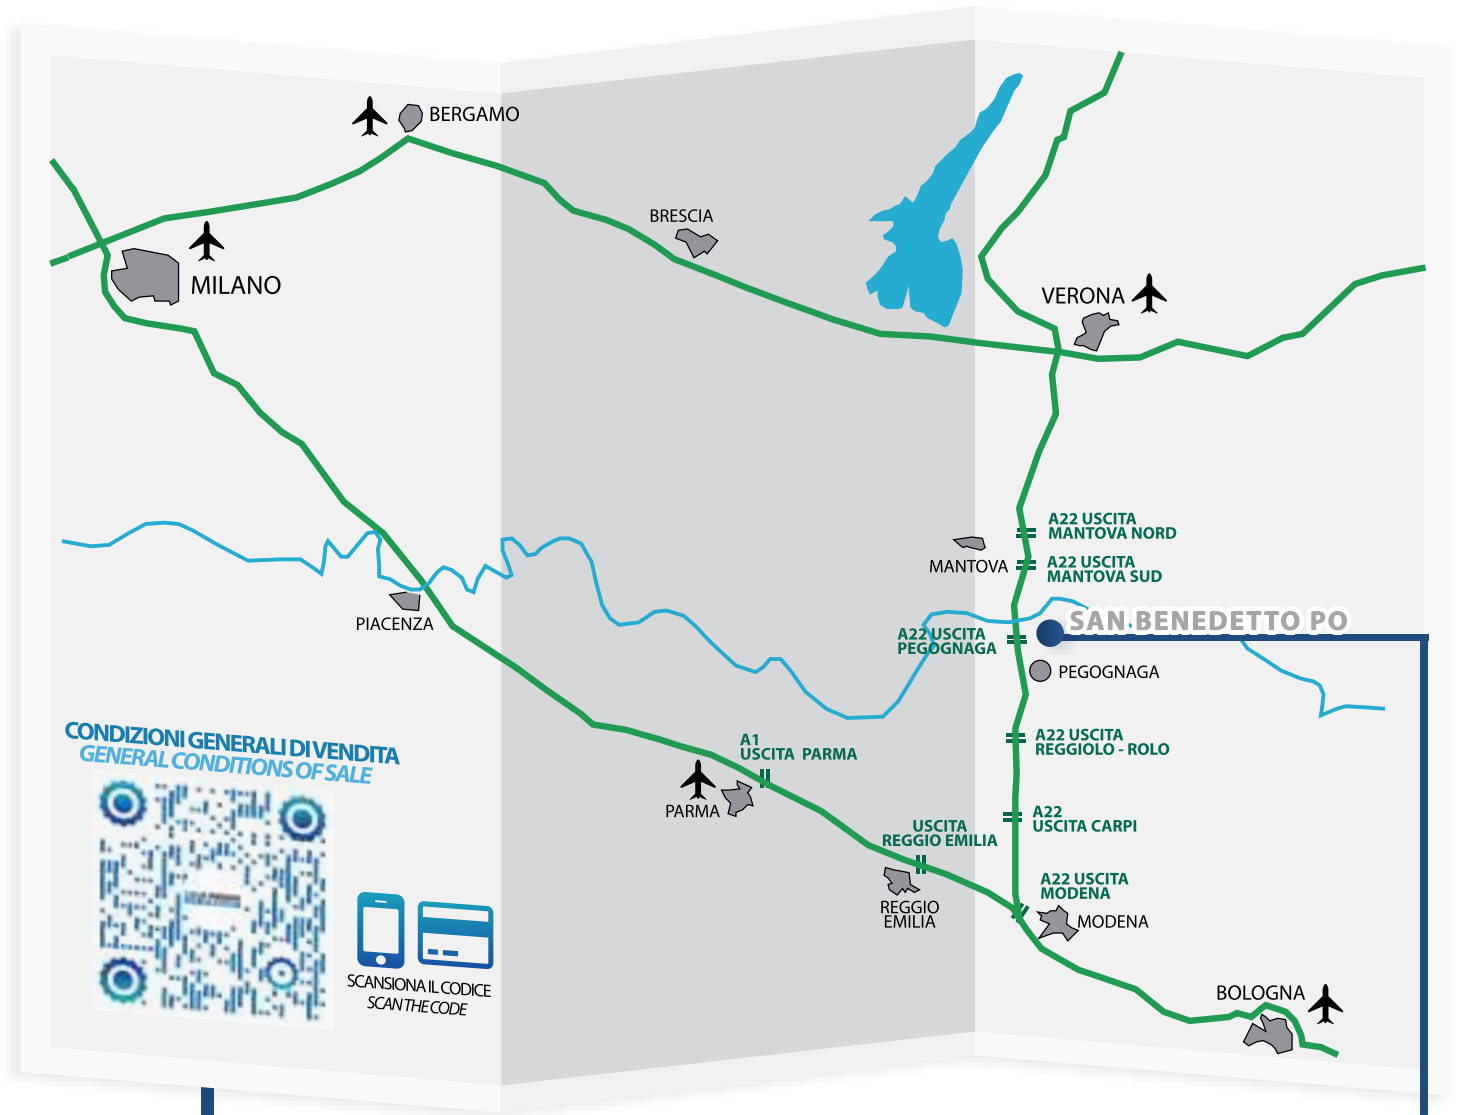 BERGAMO
BRESCIA
MILANO
VERONA
A22 USCITA
MANTOVA NORD
MANTOVA
A22 USCITA
MANTOVA SUD
SAN BENEDETTO PO
A22 USCITA
PEGOGNAGA
PEGOGNAGA
PIACENZA
A22 USCITA
REGGIOLO - ROLO
A1
USCITA PARMA
PARMA
A22
USCITA CARPI
USCITA
REGGIO EMILIA
REGGIO
EMILIA
A22 USCITA
MODENA
MODENA
BOLOGNA
CONDIZIONI GENERALI DI VENDITA
GENERAL CONDITIONS OF SALE
SCANSIONA IL CODICE
SCAN THE CODE